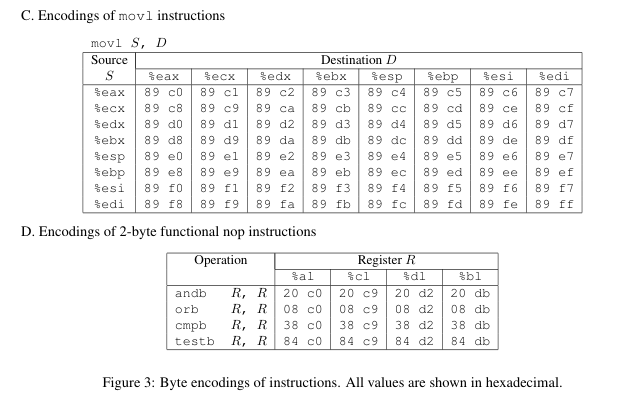 C. Encodings of movl instructions
movl S, D
Source Destination D
S %eax %ecx %edx %ebx %esp %ebp %esi %edi
%eax 89 c0 89 c1 89 c2 89 c3 89 c4 89 c5 89 c6 89 c7
%ecx 89 c8 89 c9 89 ca 89 cb 89 cc 89 cd 89 ce 89 cf
%edx 89 d0 89 d1 89 d2 89 d3 89 d4 89 d5 89 d6 89 d7
%ebx 89 d8 89 d9 89 da 89 db 89 dc 89 dd 89 de 89 df
%esp 89 e0 89 e1 89 e2 89 e3 89 e4 89 e5 89 e6 89 e7
%ebp 89 e8 89 e9 89 ea 89 eb 89 ec 89 ed 89 ee 89 ef
%esi 89 f0 89 f1 89 f2 89 f3 89 f4 89 f5 89 f6 89 f7
%edi 89 f8 89 f9 89 fa 89 fb 89 fc 89 fd 89 fe 89 ff
D. Encodings of 2-byte functional nop instructions
Operation Register R
%al %cl %dl %bl
andb R, R 20 c0 20 c9 20 d2 20 db
orb R, R 08 c0 08 c9 08 d2 08 db
cmpb R, R 38 c0 38 c9 38 d2 38 db
testb R, R 84 c0 84 c9 84 d2 84 db
Figure 3: Byte encodings of instructions. All values are shown in hexadecimal.